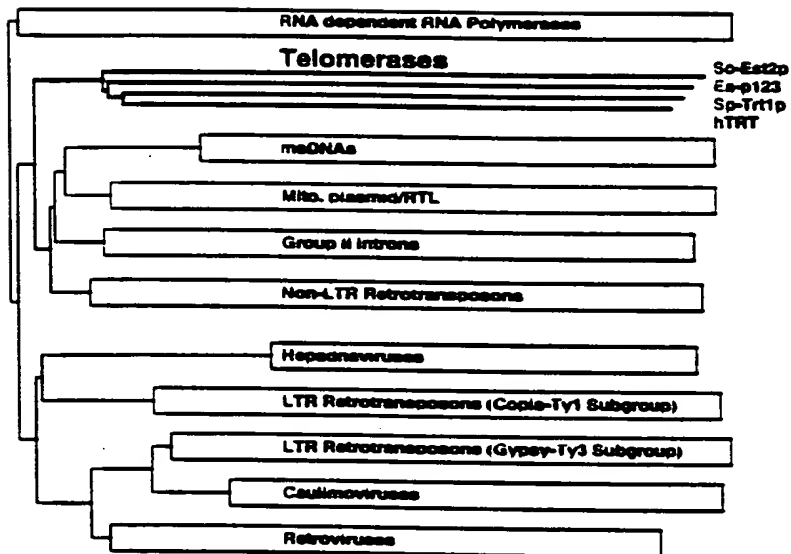 RNA dependent RNA Polymerases
Telomerases
Sc-Est2p
Ea-p123
Sp-Trt1p
hTRT
msDNAs
Mito. plasmid/RTL
Group II Introns
Non-LTR Retrotransposons
Hepadnaviruses
LTR Retrotransposons (Copia-Ty1 Subgroup)
LTR Retrotransposons (Gypsy-Ty3 Subgroup)
Caulimoviruses
Retroviruses